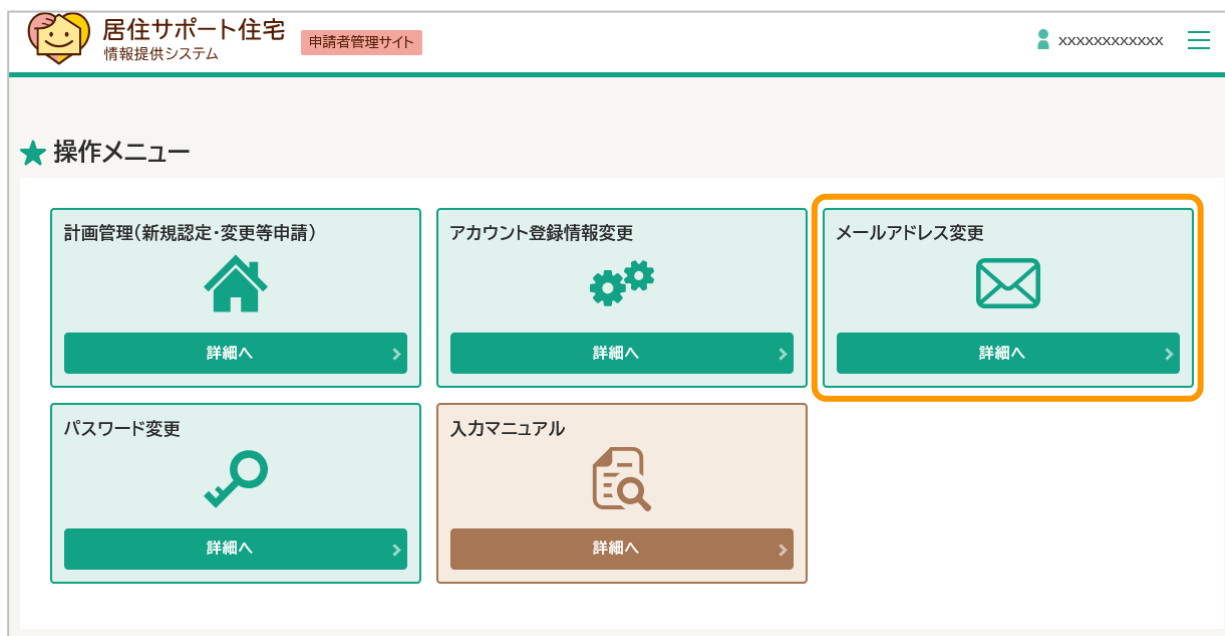 居住サポート住宅
情報提供システム
申請者管理サイト
xxxxxxxxxxxx
操作メニュー
計画管理(新規認定・変更等申請)
アカウント登録情報変更
メールアドレス変更
詳細へ
詳細へ
詳細へ
パスワード変更
入力マニュアル
詳細へ
詳細へ